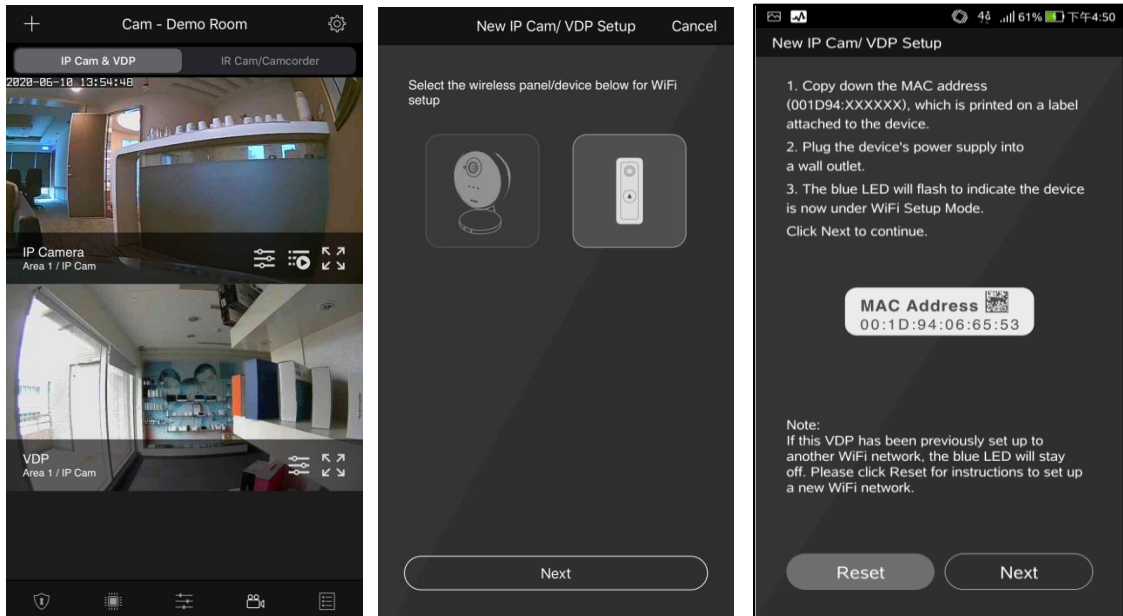 Cam - Demo Room
IP Cam & VDP
IR Cam/Camcorder
2020-06-10 13:54:48
IP Camera
Area 1 / IP Cam
VDP
Area 1 / IP Cam
New IP Cam/ VDP Setup
Cancel
Select the wireless panel/device below for WiFi
setup
Next
61% 下午4:50
New IP Cam/ VDP Setup
1. Copy down the MAC address
(001D94:XXXXXX), which is printed on a label
attached to the device.
2. Plug the device's power supply into
a wall outlet.
3. The blue LED will flash to indicate the device
is now under WiFi Setup Mode.
Click Next to continue.
MAC Address
00:1D:94:06:65:53
Note:
If this VDP has been previously set up to
another WiFi network, the blue LED will stay
off. Please click Reset for instructions to set up
a new WiFi network.
Reset
Next